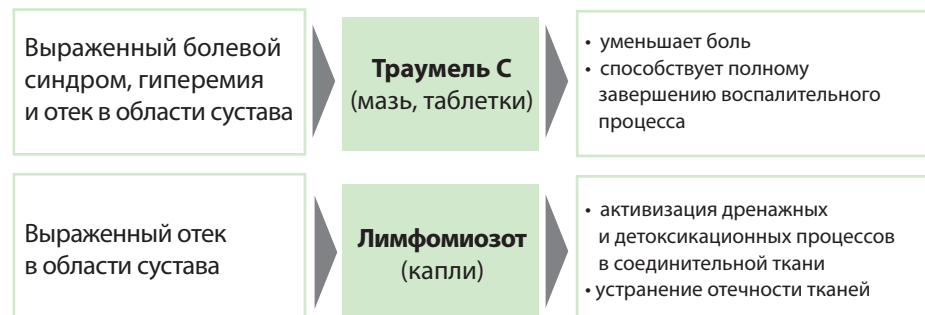 Выраженный болевой
синдром, гиперемия
и отек в области сустава
Траумель С
(мазь, таблетки)
• уменьшает боль
• способствует полному
завершению воспалительного
процесса
Выраженный отек
в области сустава
Лимфомиозот
(капли)
• активизация дренажных
и детоксикационных процессов
в соединительной ткани
• устранение отечности тканей